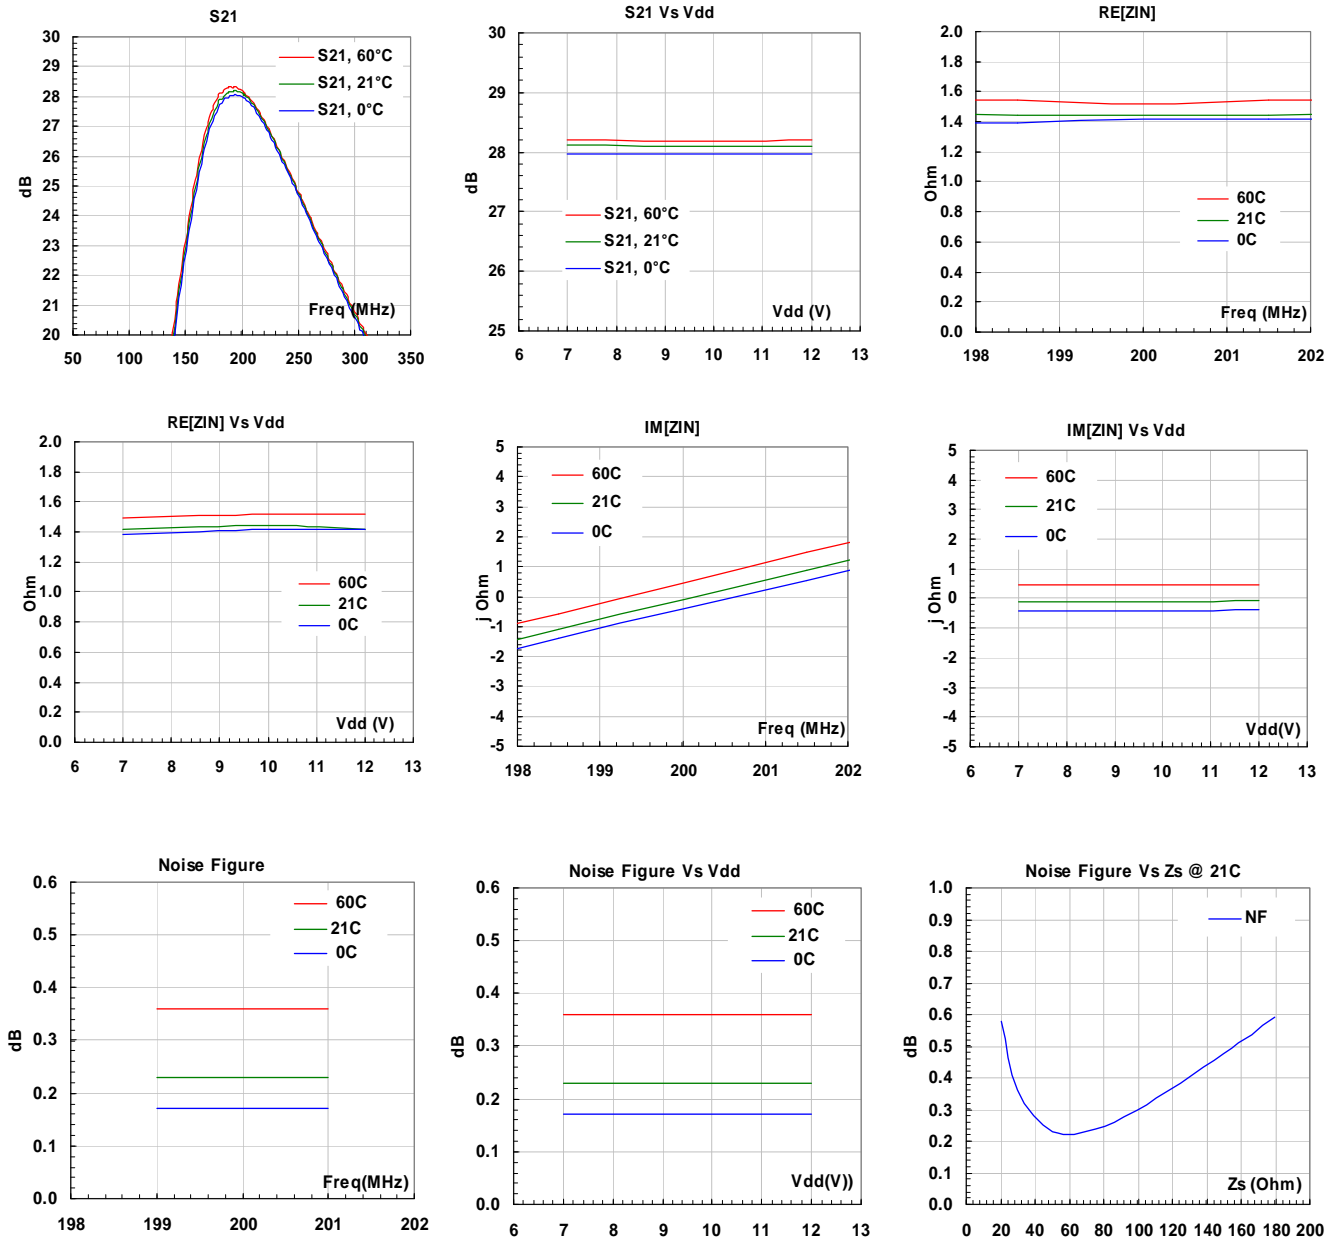 S21
30
29
28
27
26
25
24
23
22
21
20
dB
S21, 60°C
S21, 21°C
S21, 0°C
Freq (MHz)
50 100 150 200 250 300 350
S21 Vs Vdd
30
29
28
27
26
25
dB
S21, 60°C
S21, 21°C
S21, 0°C
Vdd (V)
6 7 8 9 10 11 12 13
RE[ZIN]
2.0
1.8
1.6
1.4
1.2
1.0
0.8
0.6
0.4
0.2
0.0
Ohm
60C
21C
0C
Freq (MHz)
198 199 200 201 202
RE[ZIN] Vs Vdd
2.0
1.8
1.6
1.4
1.2
1.0
0.8
0.6
0.4
0.2
0.0
Ohm
60C
21C
0C
Vdd (V)
6 7 8 9 10 11 12 13
IM[ZIN]
5
4
3
2
1
0
-1
-2
-3
-4
-5
j Ohm
60C
21C
0C
Freq (MHz)
198 199 200 201 202
IM[ZIN] Vs Vdd
5
4
3
2
1
0
-1
-2
-3
-4
-5
j Ohm
60C
21C
0C
Vdd(V)
6 7 8 9 10 11 12 13
Noise Figure
0.6
0.5
0.4
0.3
0.2
0.1
0.0
dB
60C
21C
0C
Freq(MHz)
198 199 200 201 202
Noise Figure Vs Vdd
0.6
0.5
0.4
0.3
0.2
0.1
0.0
dB
60C
21C
0C
Vdd(V))
6 7 8 9 10 11 12 13
Noise Figure Vs Zs @ 21C
1.0
0.9
0.8
0.7
0.6
0.5
0.4
0.3
0.2
0.1
0.0
dB
NF
Zs (Ohm)
0 20 40 60 80 100 120 140 160 180 200